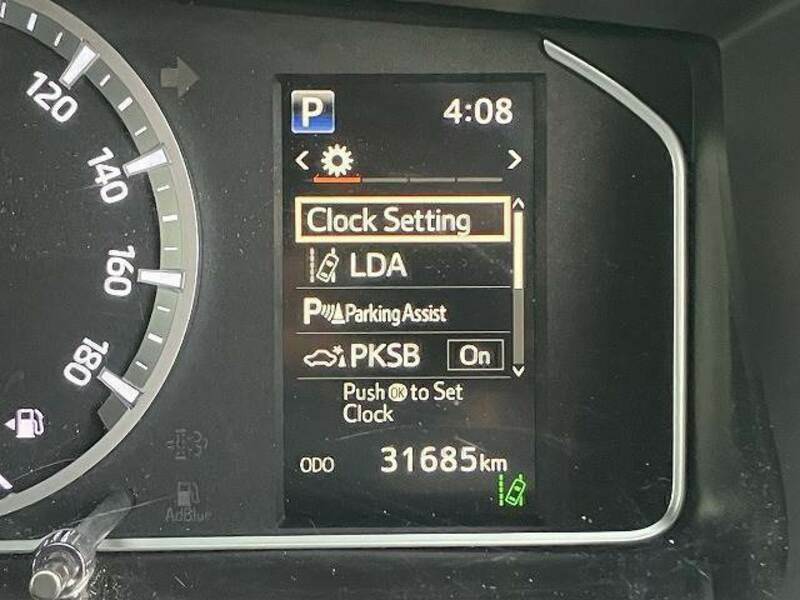 120
140
160
180
P
4:08
Clock Setting
LDA
P Parking Assist
PKSB On
Push OK to Set
Clock
ODO 31685km
AdBlue